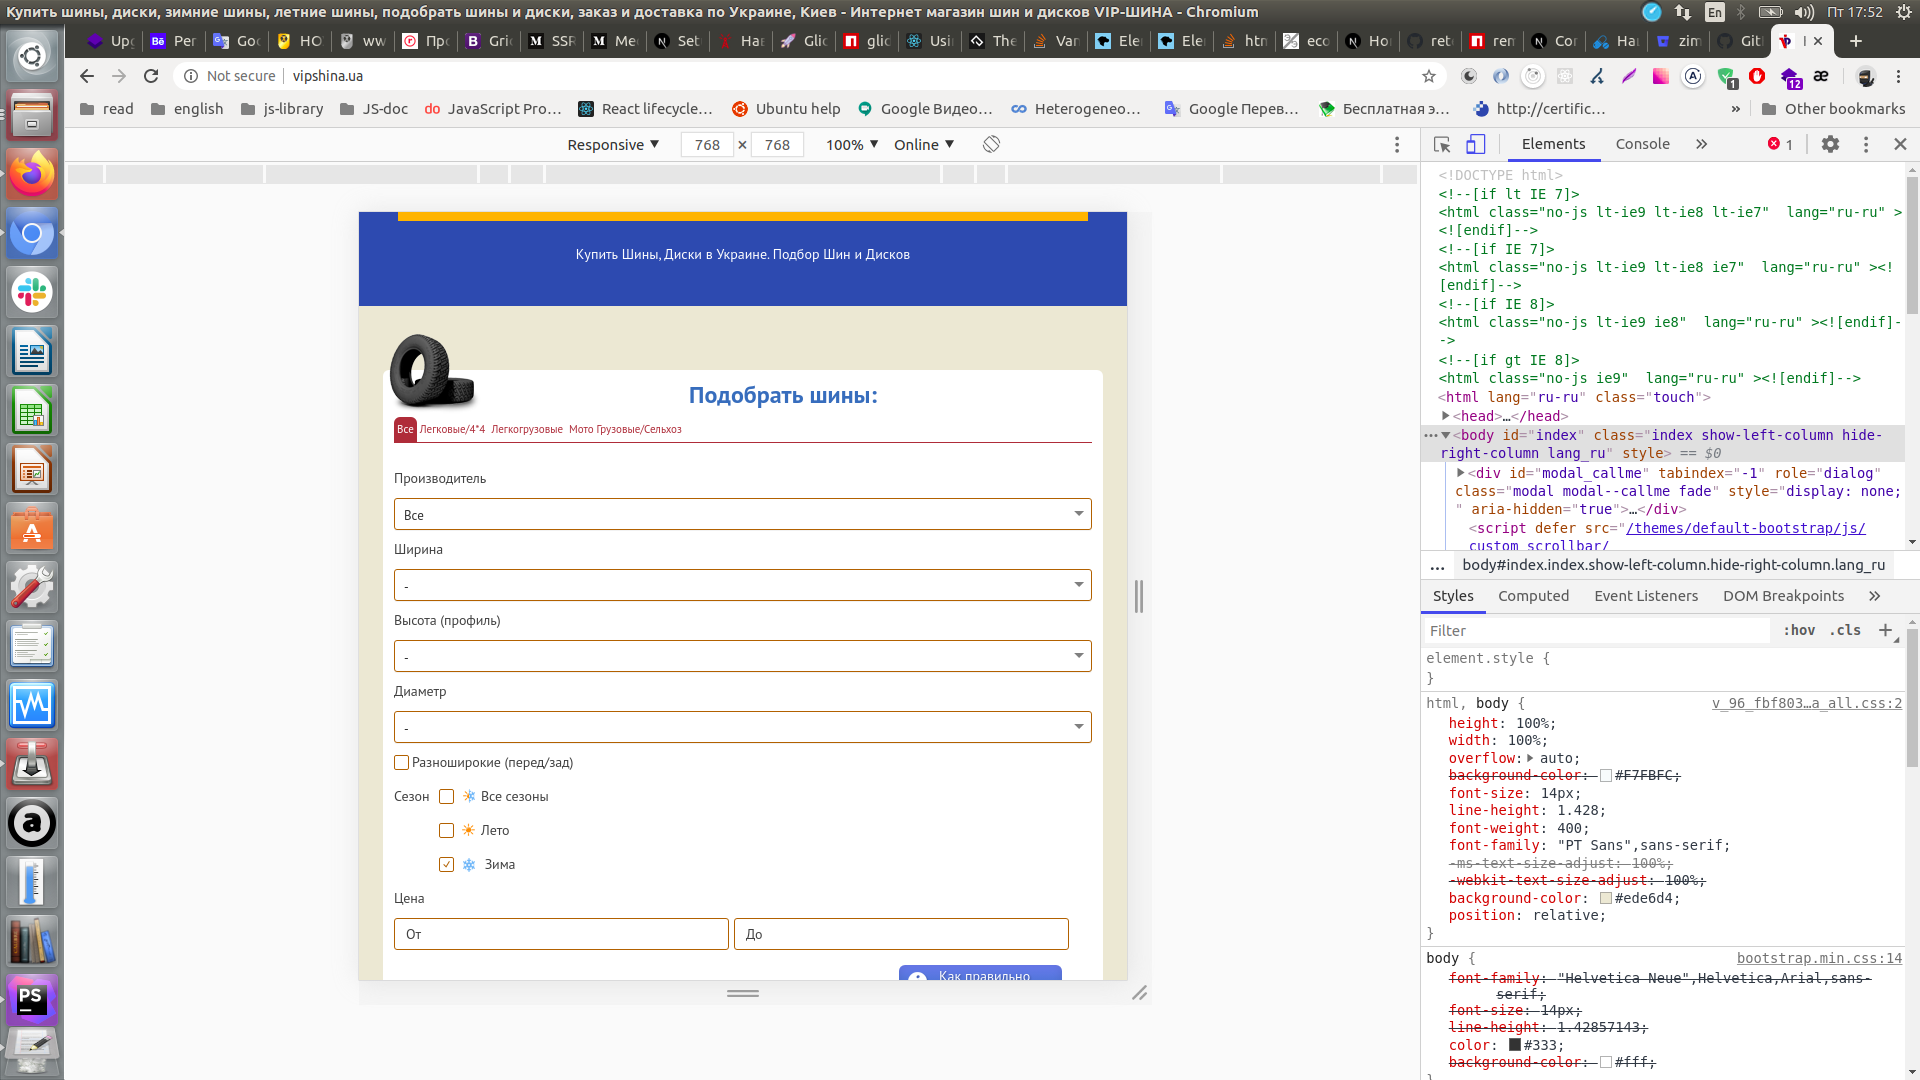 Купить шины, диски, зимние шины, летние шины, подобрать шины и диски, заказ и доставка по Украине, Киев - Интернет магазин шин и дисков VIP-ШИНА - Chromium
En
Пт 17:52
Upg
Per
Goo
HO
ww
Про
Gri
SSR
Me
Set
Нав
Glid
glid
Usi
The
Van
Ele
Ele
htm
eco
Ho
rete
rem
Con
Hau
zim
Git
Not secure
vipshina.ua
1
12
read
english
js-library
JS-doc
JavaScript Pro…
React lifecycle…
Ubuntu help
Google Видео…
Heterogeneo…
Google Перев…
Бесплатная э…
http://certific…
»
Other bookmarks
Responsive ▼
768 × 768
100% ▼
Online ▼
Elements
Console
»
1
<!DOCTYPE html>
<!--[if lt IE 7]>
<html class="no-js lt-ie9 lt-ie8 lt-ie7"  lang="ru-ru" >
<![endif]-->
<!--[if IE 7]>
<html class="no-js lt-ie9 lt-ie8 ie7"  lang="ru-ru" ><!
[endif]-->
<!--[if IE 8]>
<html class="no-js lt-ie9 ie8"  lang="ru-ru" ><![endif]-
->
<!--[if gt IE 8]>
<html class="no-js ie9"  lang="ru-ru" ><![endif]-->
<html lang="ru-ru" class="touch">
<head>…</head>
<body id="index" class="index show-left-column hide-
right-column lang_ru" style> == $0
<div id="modal_callme" tabindex="-1" role="dialog"
class="modal modal--callme fade" style="display: none;
" aria-hidden="true">…</div>
<script defer src="/themes/default-bootstrap/js/
custom_scrollbar/
... body#index.index.show-left-column.hide-right-column.lang_ru
Styles
Computed
Event Listeners
DOM Breakpoints
»
Filter
:hov
.cls
+
element.style {
}
html, body {
v_96_fbf803…a_all.css:2
height: 100%;
width: 100%;
overflow: auto;
background-color: #F7FBFC;
font-size: 14px;
line-height: 1.428;
font-weight: 400;
font-family: "PT Sans",sans-serif;
-ms-text-size-adjust: 100%;
-webkit-text-size-adjust: 100%;
background-color: #ede6d4;
position: relative;
}
body {
bootstrap.min.css:14
font-family: "Helvetica Neue",Helvetica,Arial,sans-
serif;
font-size: 14px;
line-height: 1.42857143;
color: #333;
background-color: #fff;
}
Купить Шины, Диски в Украине. Подбор Шин и Дисков
Подобрать шины:
Все
Легковые/4*4
Легкогрузовые
Мото Грузовые/Сельхоз
Производитель
Все
Ширина
-
Высота (профиль)
-
Диаметр
-
Разноширокие (перед/зад)
Сезон
Все сезоны
Лето
Зима
Цена
От
До
Как правильно
PS